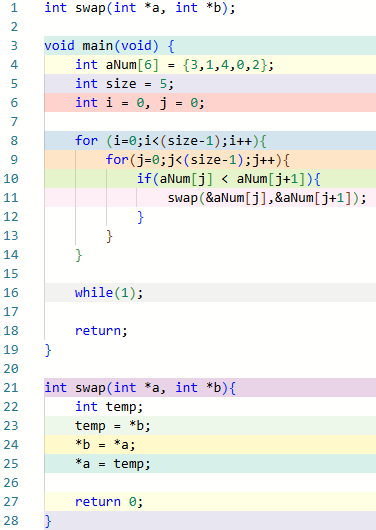 1 int swap(int *a, int *b);
2
3 void main(void) {
4     int aNum[6] = {3,1,4,0,2};
5     int size = 5;
6     int i = 0, j = 0;
7
8     for (i=0;i<(size-1);i++){
9         for(j=0;j<(size-1);j++){
10             if(aNum[j] < aNum[j+1]){
11                 swap(&aNum[j],&aNum[j+1]);
12             }
13         }
14     }
15
16     while(1);
17
18     return;
19 }
20
21 int swap(int *a, int *b){
22     int temp;
23     temp = *b;
24     *b = *a;
25     *a = temp;
26
27     return 0;
28 }